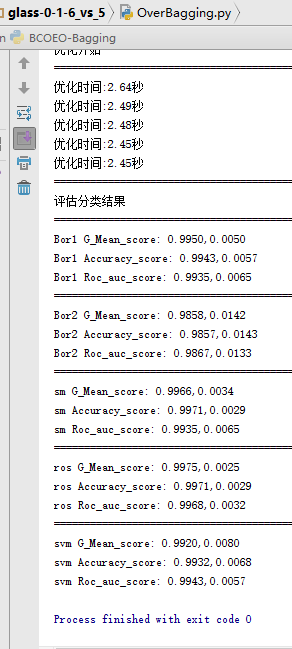 glass-0-1-6_vs_5 OverBagging.py
n BCOEO-Bagging
优化开始
优化时间:2.64秒
优化时间:2.49秒
优化时间:2.48秒
优化时间:2.45秒
优化时间:2.45秒
评估分类结果
Bor1 G_Mean_score: 0.9950,0.0050
Bor1 Accuracy_score: 0.9943,0.0057
Bor1 Roc_auc_score: 0.9935,0.0065
Bor2 G_Mean_score: 0.9858,0.0142
Bor2 Accuracy_score: 0.9857,0.0143
Bor2 Roc_auc_score: 0.9867,0.0133
sm G_Mean_score: 0.9966,0.0034
sm Accuracy_score: 0.9971,0.0029
sm Roc_auc_score: 0.9935,0.0065
ros G_Mean_score: 0.9975,0.0025
ros Accuracy_score: 0.9971,0.0029
ros Roc_auc_score: 0.9968,0.0032
svm G_Mean_score: 0.9920,0.0080
svm Accuracy_score: 0.9932,0.0068
svm Roc_auc_score: 0.9943,0.0057
Process finished with exit code 0